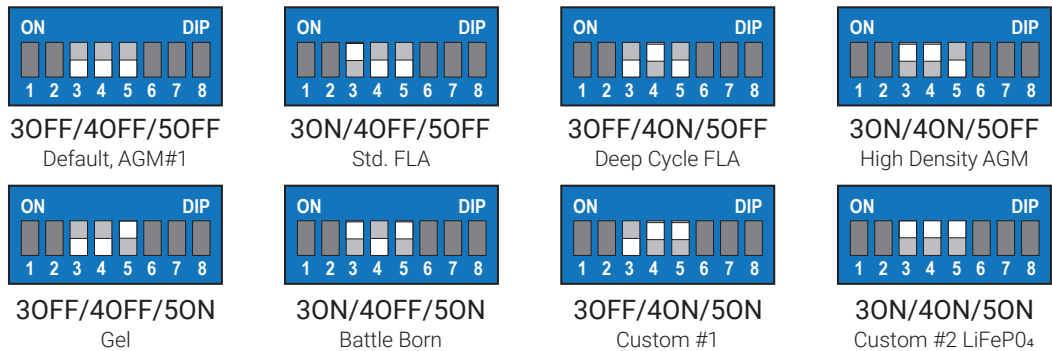 ON DIP
1 2 3 4 5 6 7 8
3OFF/4OFF/5OFF
Default, AGM#1
ON DIP
1 2 3 4 5 6 7 8
3ON/4OFF/5OFF
Std. FLA
ON DIP
1 2 3 4 5 6 7 8
3OFF/4ON/5OFF
Deep Cycle FLA
ON DIP
1 2 3 4 5 6 7 8
3ON/4ON/5OFF
High Density AGM
ON DIP
1 2 3 4 5 6 7 8
3OFF/4OFF/5ON
Gel
ON DIP
1 2 3 4 5 6 7 8
3ON/4OFF/5ON
Battle Born
ON DIP
1 2 3 4 5 6 7 8
3OFF/4ON/5ON
Custom #1
ON DIP
1 2 3 4 5 6 7 8
3ON/4ON/5ON
Custom #2 LiFeP0₄